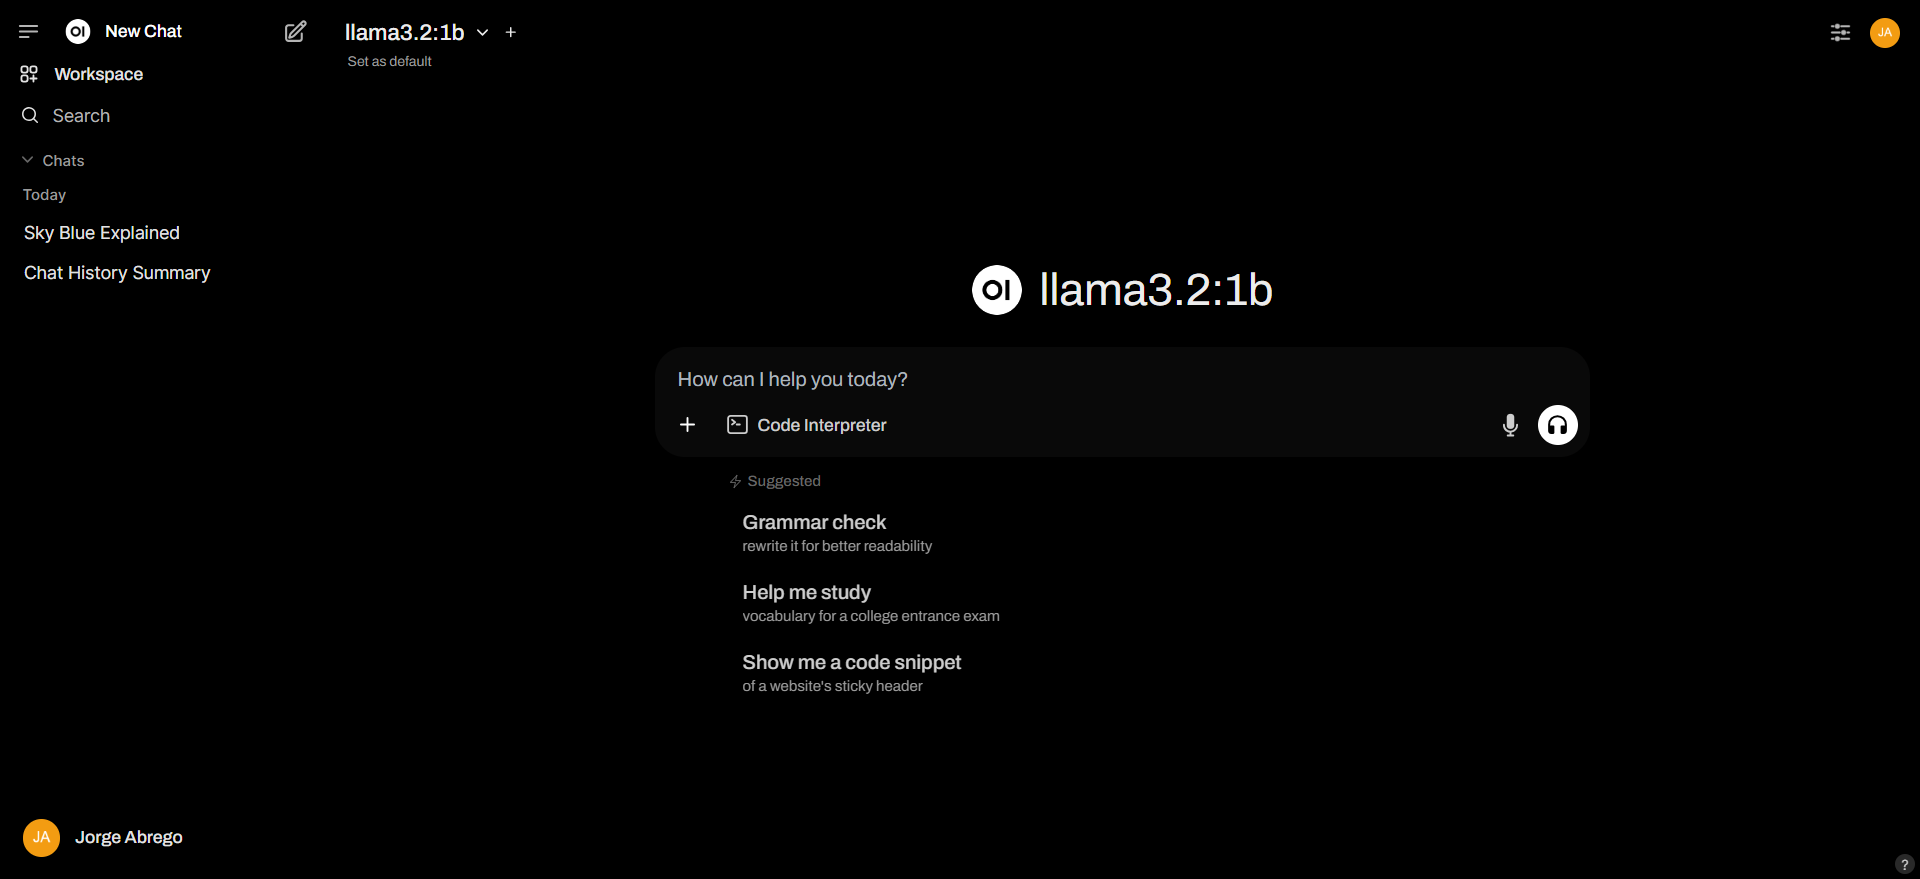 OI New Chat
Workspace
Search
Chats
Today
Sky Blue Explained
Chat History Summary
JA Jorge Abrego
llama3.2:1b
Set as default
JA
OI llama3.2:1b
How can I help you today?
Code Interpreter
Suggested
Grammar check
rewrite it for better readability
Help me study
vocabulary for a college entrance exam
Show me a code snippet
of a website's sticky header
?